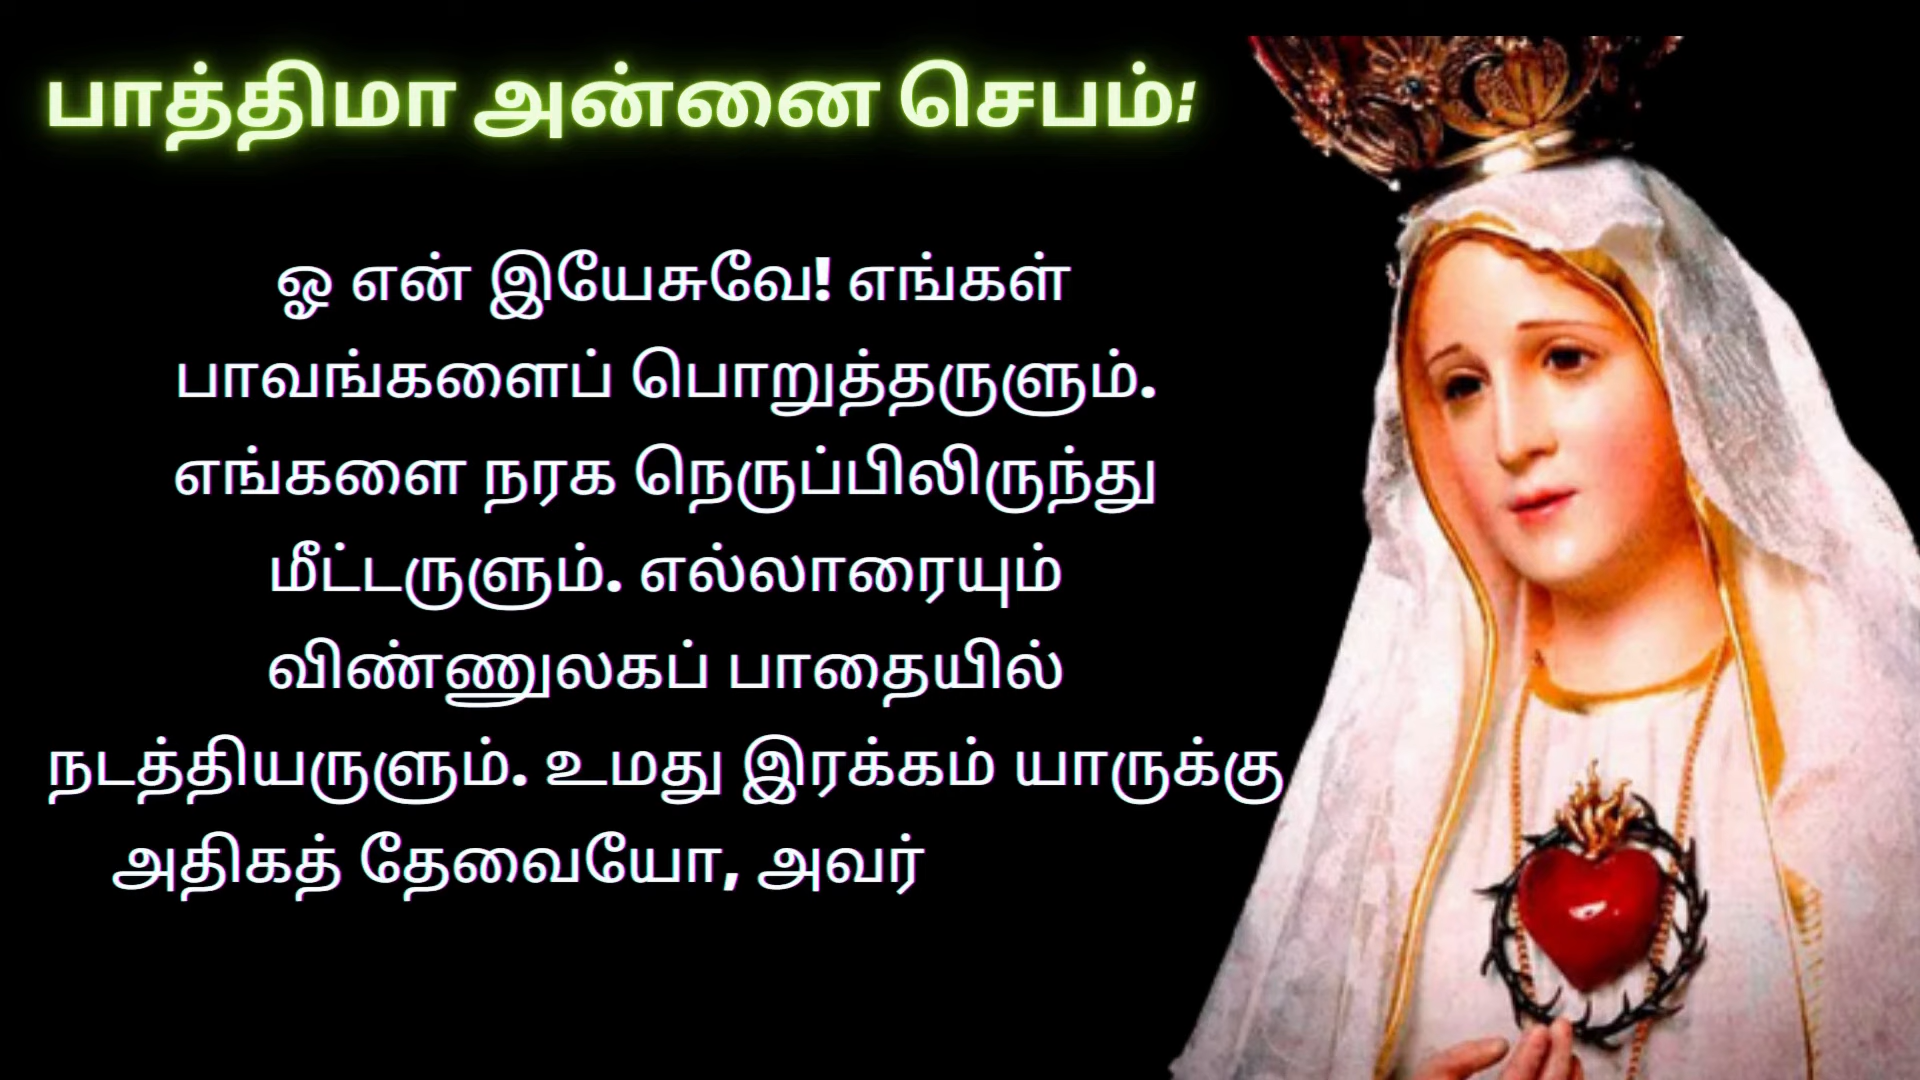 பாத்திமா அன்னை செபம்:
ஓ என் இயேசுவே! எங்கள்
பாவங்களைப் பொறுத்தருளும்.
எங்களை நரக நெருப்பிலிருந்து
மீட்டருளும். எல்லாரையும்
விண்ணுலகப் பாதையில்
நடத்தியருளும். உமது இரக்கம் யாருக்கு
அதிகத் தேவையோ, அவர்